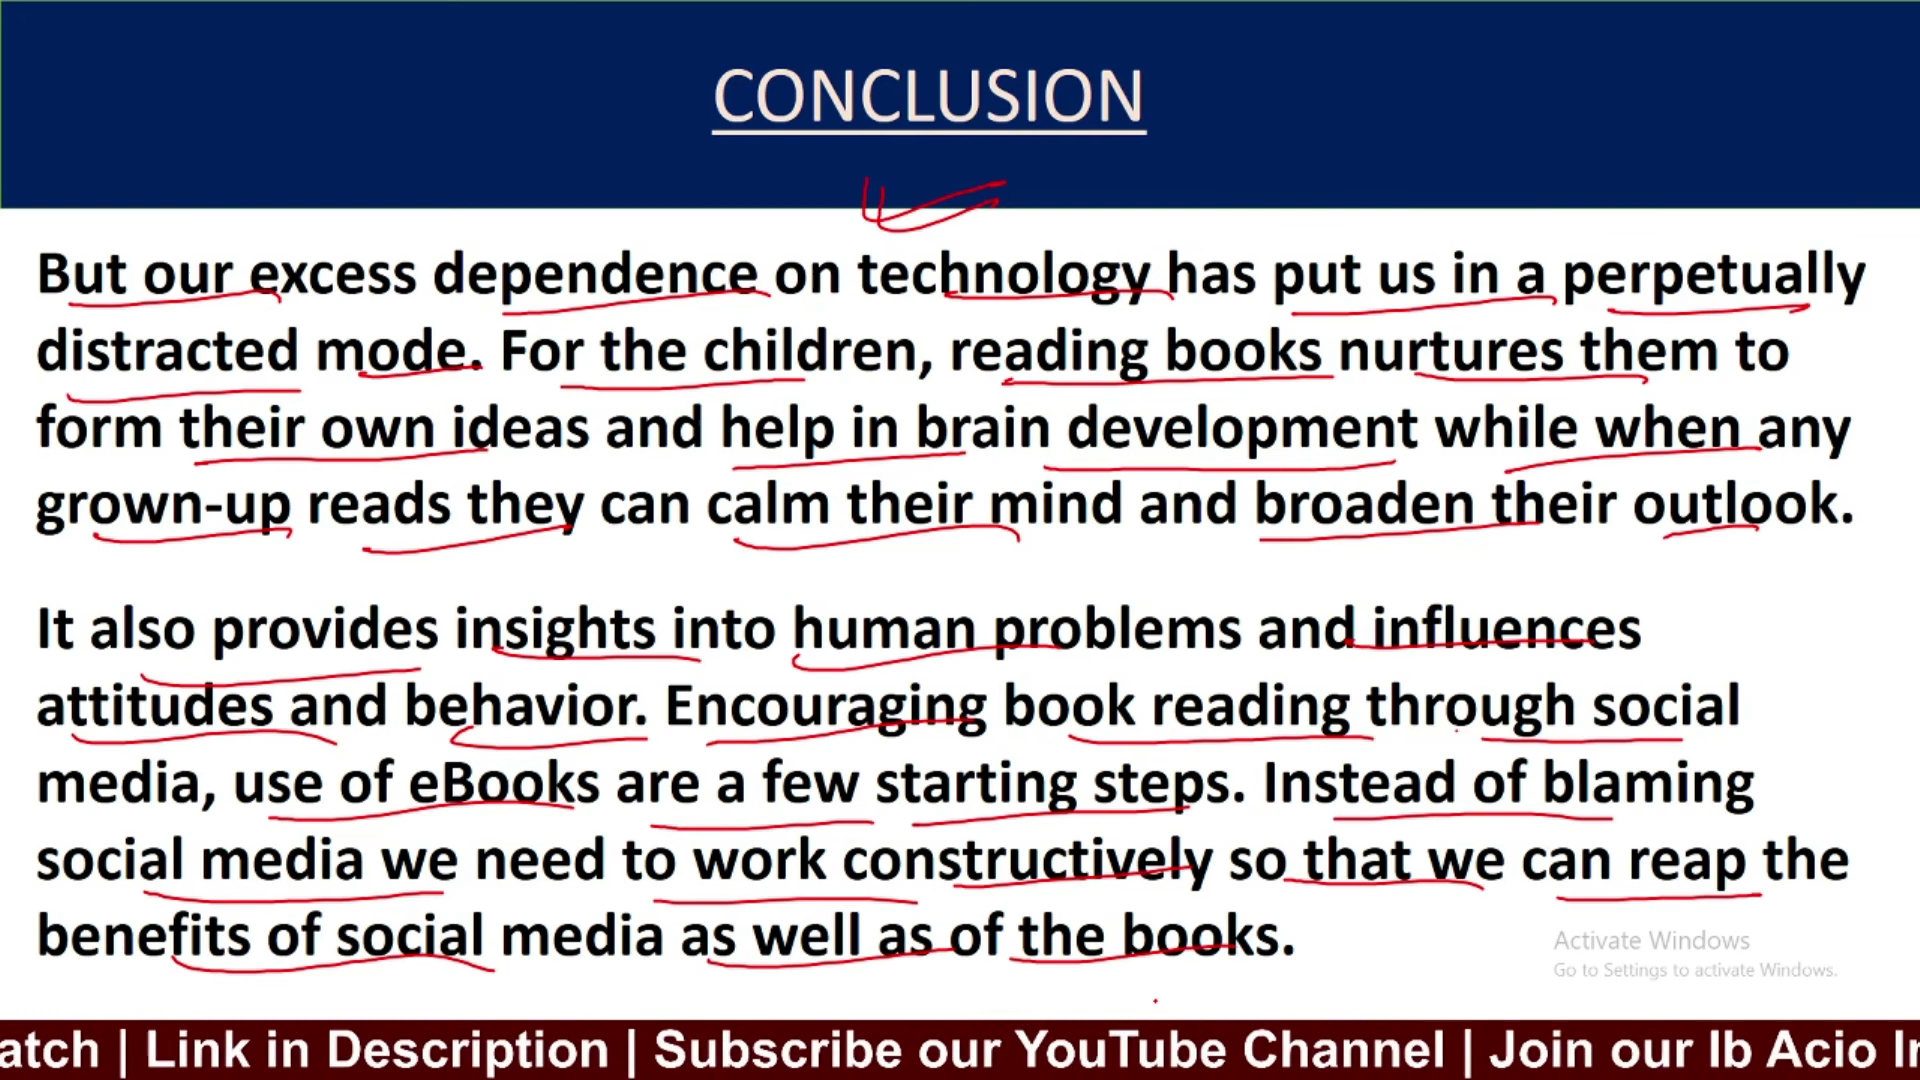 CONCLUSION
But our excess dependence on technology has put us in a perpetually
distracted mode. For the children, reading books nurtures them to
form their own ideas and help in brain development while when any
grown-up reads they can calm their mind and broaden their outlook.
It also provides insights into human problems and influences
attitudes and behavior. Encouraging book reading through social
media, use of eBooks are a few starting steps. Instead of blaming
social media we need to work constructively so that we can reap the
benefits of social media as well as of the books.
Activate Windows
Go to Settings to activate Windows.
atch | Link in Description | Subscribe our YouTube Channel | Join our Ib Acio